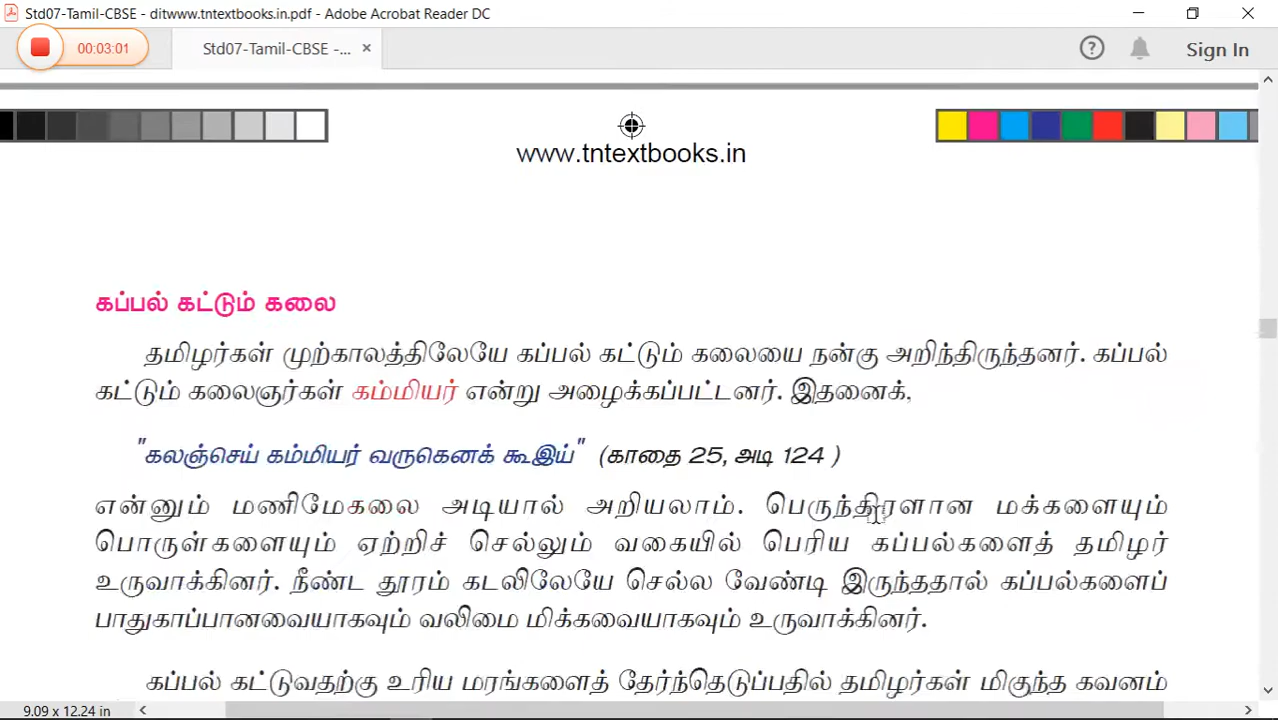 Std07-Tamil-CBSE - ditwww.tntextbooks.in.pdf - Adobe Acrobat Reader DC
00:03:01
Std07-Tamil-CBSE -...
Sign In
www.tntextbooks.in
கப்பல் கட்டும் கலை
தமிழர்கள் முற்காலத்திலேயே கப்பல் கட்டும் கலையை நன்கு அறிந்திருந்தனர். கப்பல்
கட்டும் கலைஞர்கள் கம்மியர் என்று அழைக்கப்பட்டனர். இதனைக்,
"கலஞ்செய் கம்மியர் வருகெனக் கூஇய்" (காதை 25, அடி 124 )
என்னும் மணிமேகலை அடியால் அறியலாம். பெருந்திரளான மக்களையும்
பொருள்களையும் ஏற்றிச் செல்லும் வகையில் பெரிய கப்பல்களைத் தமிழர்
உருவாக்கினர். நீண்ட தூரம் கடலிலேயே செல்ல வேண்டி இருந்ததால் கப்பல்களைப்
பாதுகாப்பானவையாகவும் வலிமை மிக்கவையாகவும் உருவாக்கினர்.
கப்பல் கட்டுவதற்கு உரிய மரங்களைத் தேர்ந்தெடுப்பதில் தமிழர்கள் மிகுந்த கவனம்
9.09 x 12.24 in